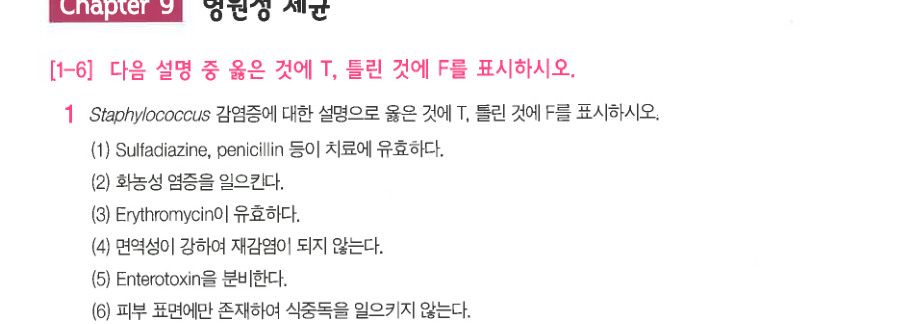 Chapter 9 병원성 세균
[1-6] 다음 설명 중 옳은 것에 T, 틀린 것에 F를 표시하시오.
1 Staphylococcus 감염증에 대한 설명으로 옳은 것에 T, 틀린 것에 F를 표시하시오.
(1) Sulfadiazine, penicillin 등이 치료에 유효하다.
(2) 화농성 염증을 일으킨다.
(3) Erythromycin이 유효하다.
(4) 면역성이 강하여 재감염이 되지 않는다.
(5) Enterotoxin을 분비한다.
(6) 피부 표면에만 존재하여 식중독을 일으키지 않는다.